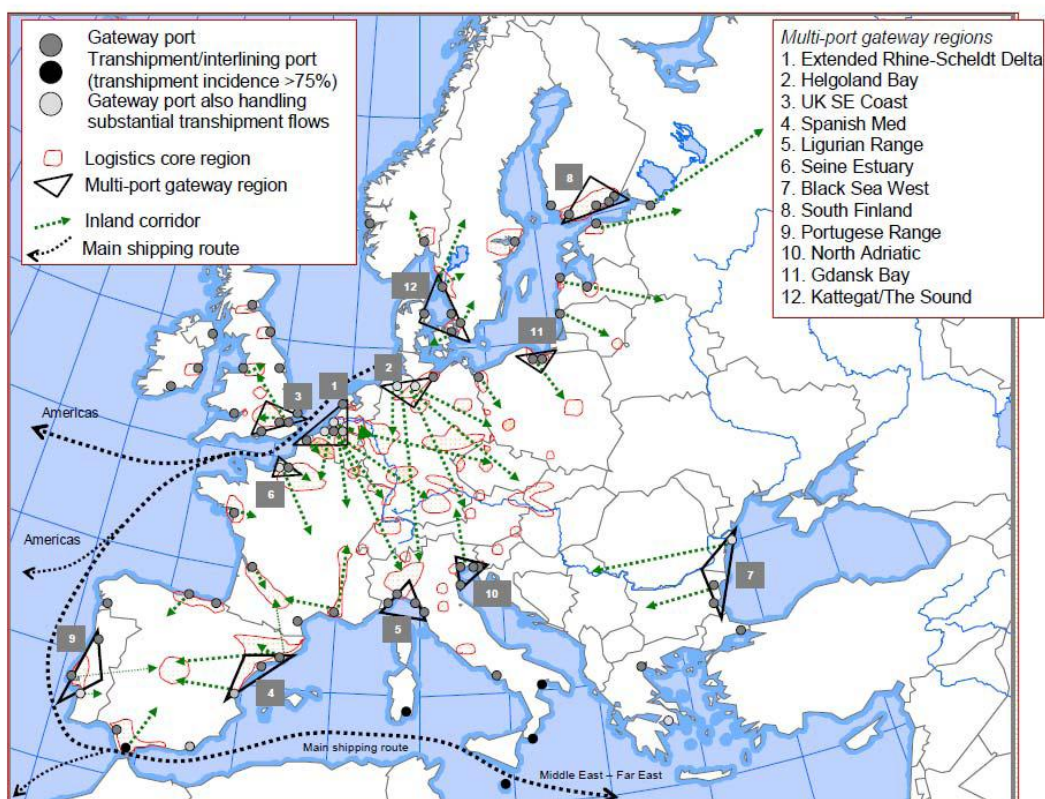 Gateway port
Transhipment/interlining port
(transhipment incidence >75%)
Gateway port also handling
substantial transhipment flows
Logistics core region
Multi-port gateway region
Inland corridor
Main shipping route
Multi-port gateway regions
1. Extended Rhine-Scheldt Delta
2. Helgoland Bay
3. UK SE Coast
4. Spanish Med
5. Ligurian Range
6. Seine Estuary
7. Black Sea West
8. South Finland
9. Portugese Range
10. North Adriatic
11. Gdansk Bay
12. Kattegat/The Sound
8
12
11
2
1
3
Americas
6
Americas
7
10
9
5
4
Main shipping route
Middle East – Far East